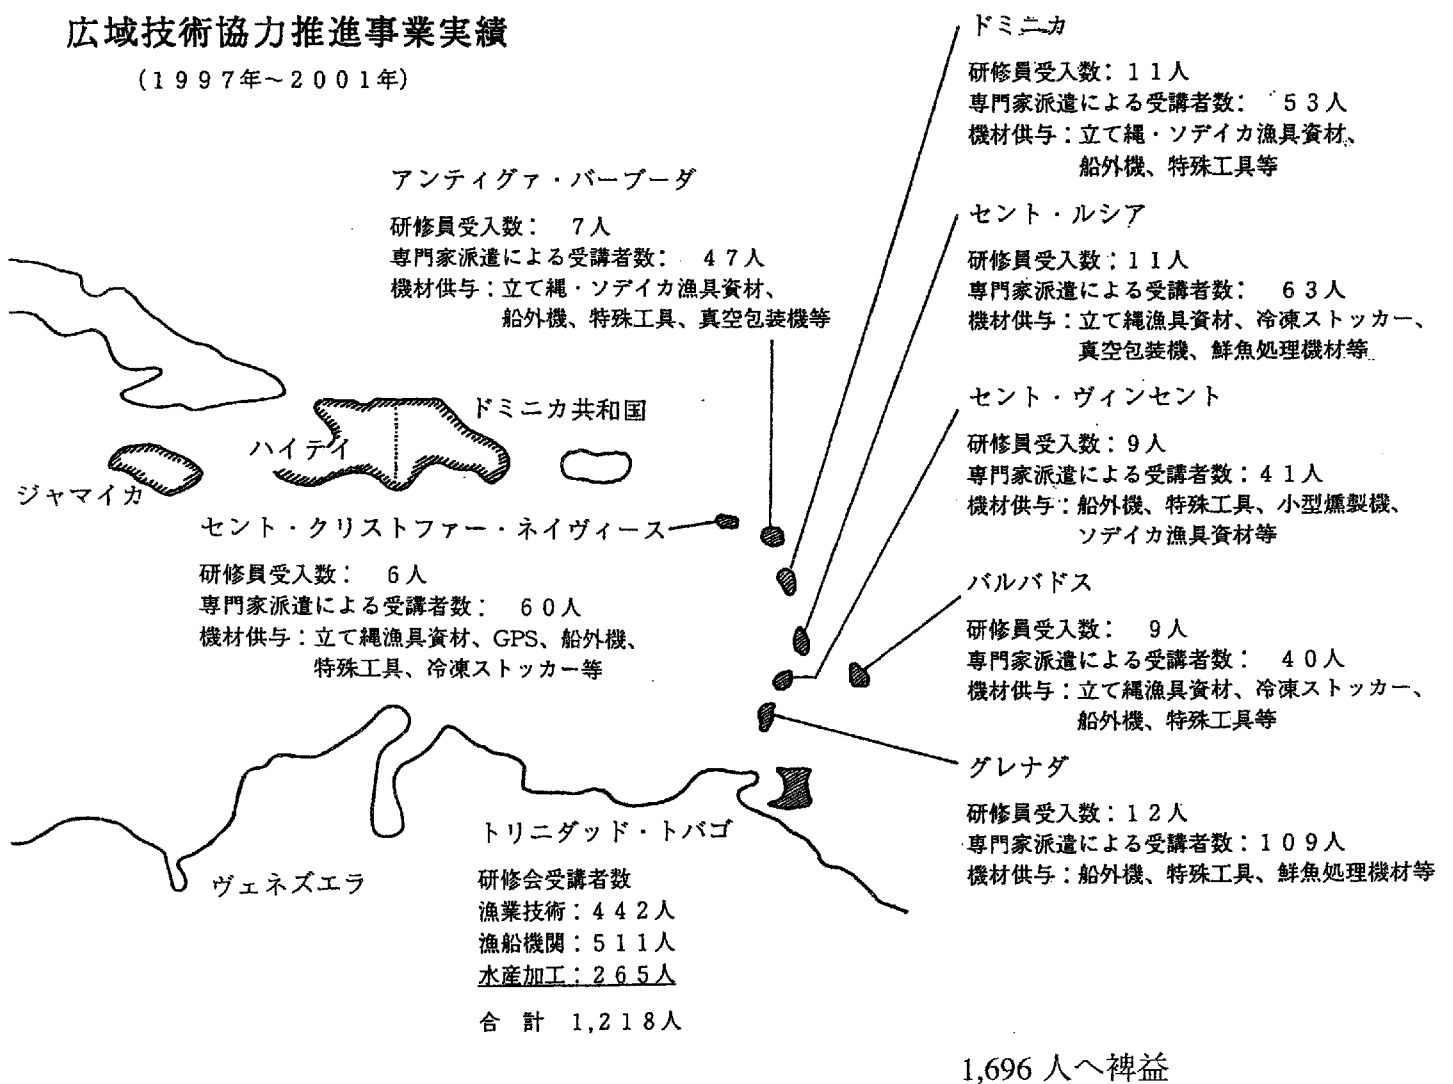 広域技術協力推進事業実績
(1997年～2001年)
アンティグァ・バーブーダ
研修員受入数： 7人
専門家派遣による受講者数： 47人
機材供与：立て縄・ソデイカ漁具資材、
船外機、特殊工具、真空包装機等
ドミニカ
研修員受入数：11人
専門家派遣による受講者数： 53人
機材供与：立て縄・ソデイカ漁具資材、
船外機、特殊工具等
セント・ルシア
研修員受入数：11人
専門家派遣による受講者数： 63人
機材供与：立て縄漁具資材、冷凍ストッカー、
真空包装機、鮮魚処理機材等
セント・ヴィンセント
研修員受入数：9人
専門家派遣による受講者数：41人
機材供与：船外機、特殊工具、小型燻製機、
ソデイカ漁具資材等
バルバドス
研修員受入数： 9人
専門家派遣による受講者数： 40人
機材供与：立て縄漁具資材、冷凍ストッカー、
船外機、特殊工具等
グレナダ
研修員受入数：12人
専門家派遣による受講者数：109人
機材供与：船外機、特殊工具、鮮魚処理機材等
ドミニカ共和国
ハイテイ
ジャマイカ
セント・クリストファー・ネイヴィース
研修員受入数： 6人
専門家派遣による受講者数： 60人
機材供与：立て縄漁具資材、GPS、船外機、
特殊工具、冷凍ストッカー等
ヴェネズエラ
トリニダッド・トバゴ
研修会受講者数
漁業技術：442人
漁船機関：511人
水産加工：265人
合 計 1,218人
1,696 人へ裨益